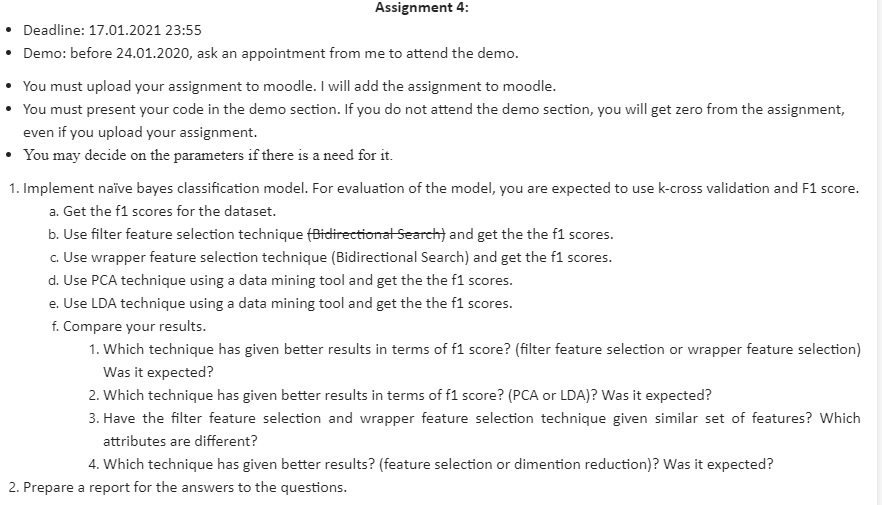 Assignment 4:
• Deadline: 17.01.2021 23:55
• Demo: before 24.01.2020, ask an appointment from me to attend the demo.
• You must upload your assignment to moodle. I will add the assignment to moodle.
• You must present your code in the demo section. If you do not attend the demo section, you will get zero from the assignment,
even if you upload your assignment.
• You may decide on the parameters if there is a need for it.
1. Implement naïve bayes classification model. For evaluation of the model, you are expected to use k-cross validation and F1 score.
a. Get the f1 scores for the dataset.
b. Use filter feature selection technique (Bidirectional Search) and get the the f1 scores.
c. Use wrapper feature selection technique (Bidirectional Search) and get the f1 scores.
d. Use PCA technique using a data mining tool and get the the f1 scores.
e. Use LDA technique using a data mining tool and get the the f1 scores.
f. Compare your results.
1. Which technique has given better results in terms of f1 score? (filter feature selection or wrapper feature selection)
Was it expected?
2. Which technique has given better results in terms of f1 score? (PCA or LDA)? Was it expected?
3. Have the filter feature selection and wrapper feature selection technique given similar set of features? Which
attributes are different?
4. Which technique has given better results? (feature selection or dimention reduction)? Was it expected?
2. Prepare a report for the answers to the questions.